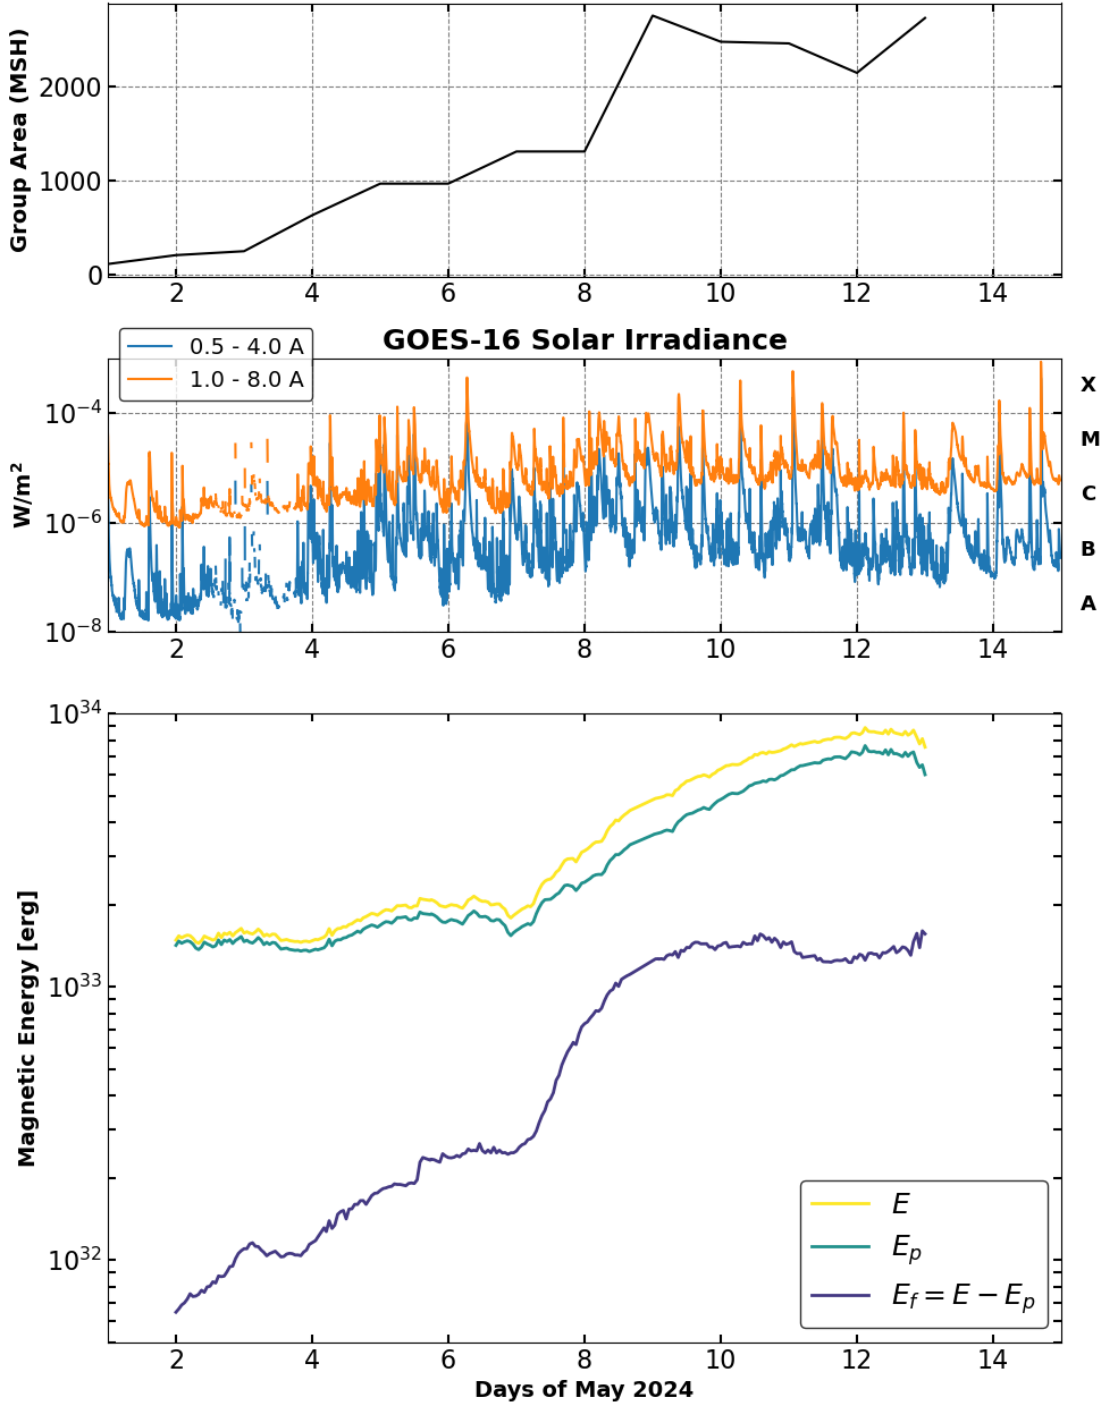 Group Area (MSH)
2000
1000
0
2 4 6 8 10 12 14
GOES-16 Solar Irradiance
0.5 - 4.0 A
1.0 - 8.0 A
W/m²
10⁻⁴
10⁻⁶
10⁻⁸
X
M
C
B
A
2 4 6 8 10 12 14
Magnetic Energy [erg]
10³⁴
10³³
10³²
E
Eₚ
E_f = E − Eₚ
2 4 6 8 10 12 14
Days of May 2024